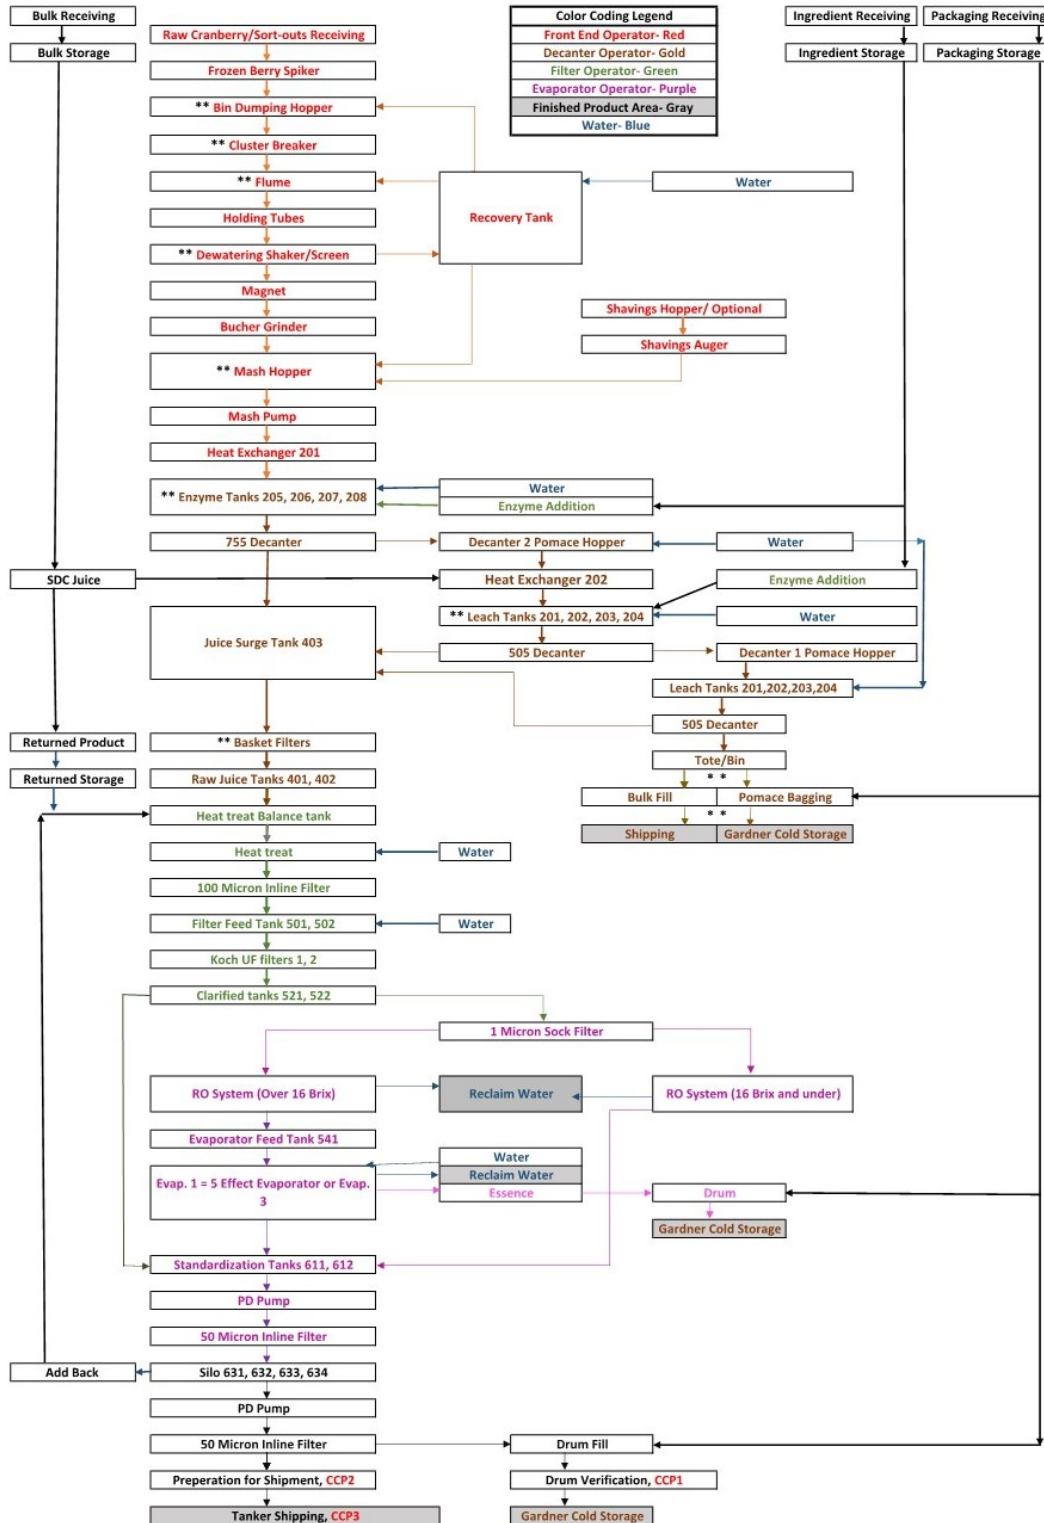 Bulk Receiving
Bulk Storage
Raw Cranberry/Sort-outs Receiving
Frozen Berry Spiker
** Bin Dumping Hopper
** Cluster Breaker
** Flume
Holding Tubes
** Dewatering Shaker/Screen
Magnet
Bucher Grinder
** Mash Hopper
Mash Pump
Heat Exchanger 201
** Enzyme Tanks 205, 206, 207, 208
755 Decanter
Color Coding Legend
Front End Operator- Red
Decanter Operator- Gold
Filter Operator- Green
Evaporator Operator- Purple
Finished Product Area- Gray
Water- Blue
Ingredient Receiving
Ingredient Storage
Packaging Receiving
Packaging Storage
Recovery Tank
Water
Shavings Hopper/ Optional
Shavings Auger
Water
Enzyme Addition
Decanter 2 Pomace Hopper
Water
SDC Juice
Heat Exchanger 202
Enzyme Addition
** Leach Tanks 201, 202, 203, 204
Water
Juice Surge Tank 403
505 Decanter
Decanter 1 Pomace Hopper
Leach Tanks 201,202,203,204
505 Decanter
Tote/Bin
* *
Bulk Fill
Pomace Bagging
* *
Shipping
Gardner Cold Storage
Returned Product
Returned Storage
** Basket Filters
Raw Juice Tanks 401, 402
Heat treat Balance tank
Heat treat
Water
100 Micron Inline Filter
Filter Feed Tank 501, 502
Water
Koch UF filters 1, 2
Clarified tanks 521, 522
1 Micron Sock Filter
RO System (Over 16 Brix)
Reclaim Water
RO System (16 Brix and under)
Evaporator Feed Tank 541
Evap. 1 = 5 Effect Evaporator or Evap.
3
Water
Reclaim Water
Essence
Drum
Gardner Cold Storage
Standardization Tanks 611, 612
PD Pump
50 Micron Inline Filter
Add Back
Silo 631, 632, 633, 634
PD Pump
50 Micron Inline Filter
Drum Fill
Preperation for Shipment, CCP2
Drum Verification, CCP1
Tanker Shipping, CCP3
Gardner Cold Storage